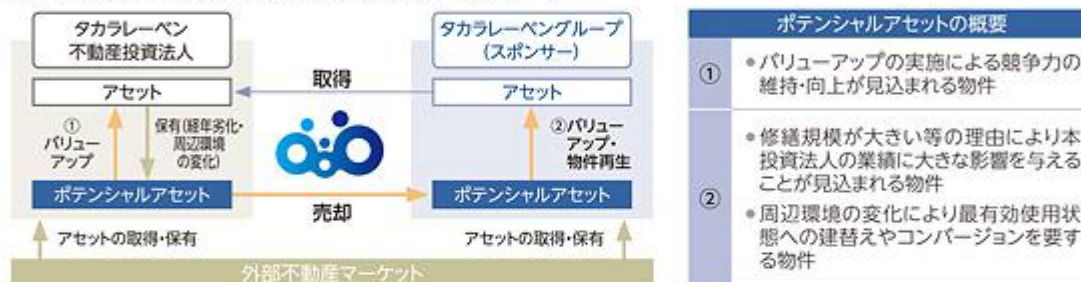 タカラレーベン
不動産投資法人
アセット
①
バリュー
アップ
保有(経年劣化・
周辺環境
の変化)
ポテンシャルアセット
アセットの取得・保有
取得
売却
タカラレーベングループ
(スポンサー)
アセット
②バリュー
アップ・
物件再生
ポテンシャルアセット
アセットの取得・保有
外部不動産マーケット
ポテンシャルアセットの概要
①
●バリューアップの実施による競争力の
維持・向上が見込まれる物件
②
●修繕規模が大きい等の理由により本
投資法人の業績に大きな影響を与える
ことが見込まれる物件
●周辺環境の変化により最有効使用状
態への建替えやコンバージョンを要す
る物件